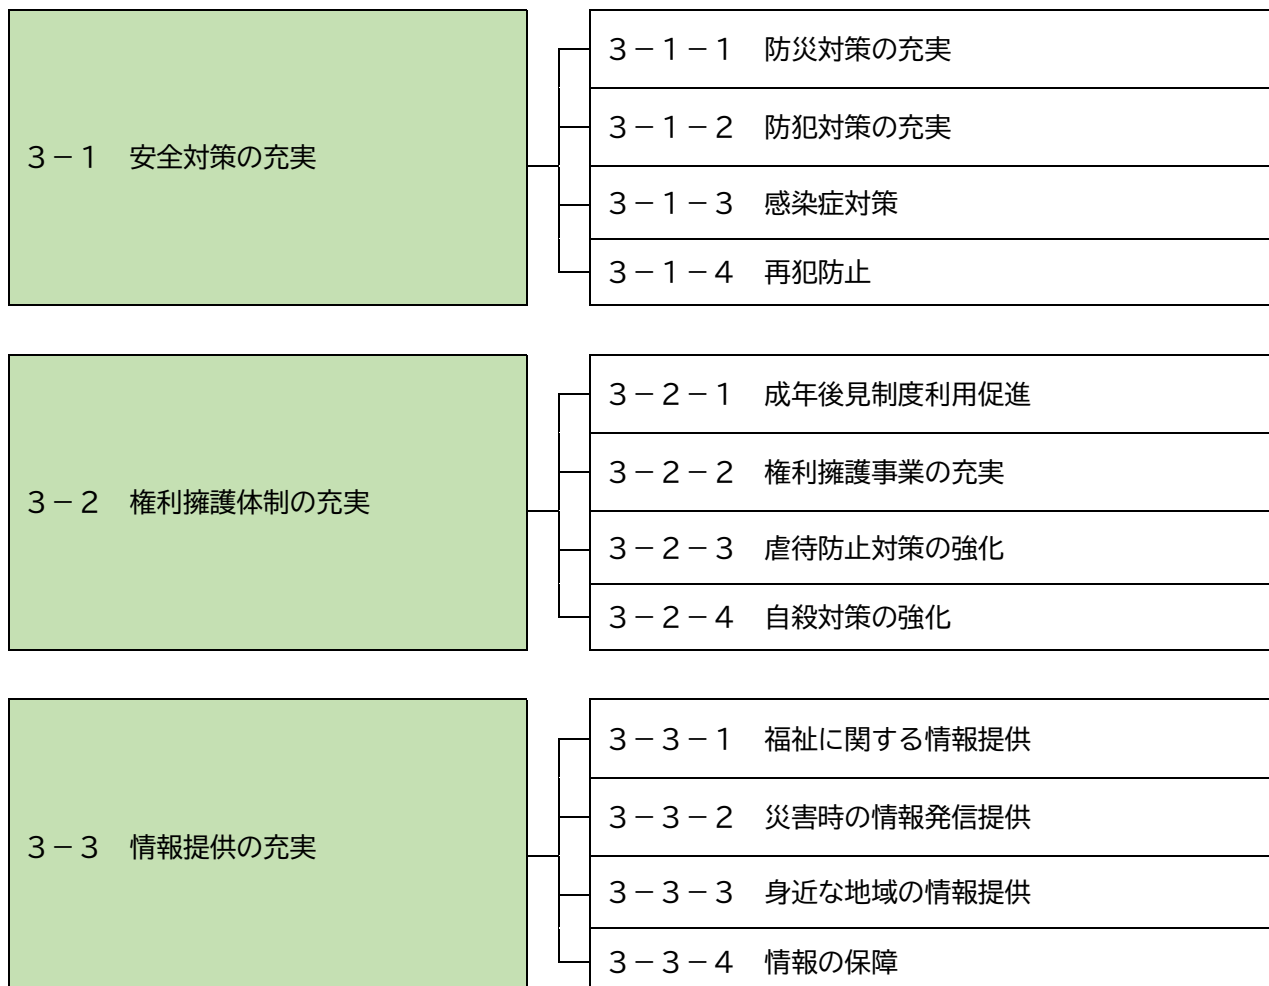 ３－１　安全対策の充実
３－１－１　防災対策の充実
３－１－２　防犯対策の充実
３－１－３　感染症対策
３－１－４　再犯防止
３－２　権利擁護体制の充実
３－２－１　成年後見制度利用促進
３－２－２　権利擁護事業の充実
３－２－３　虐待防止対策の強化
３－２－４　自殺対策の強化
３－３　情報提供の充実
３－３－１　福祉に関する情報提供
３－３－２　災害時の情報発信提供
３－３－３　身近な地域の情報提供
３－３－４　情報の保障